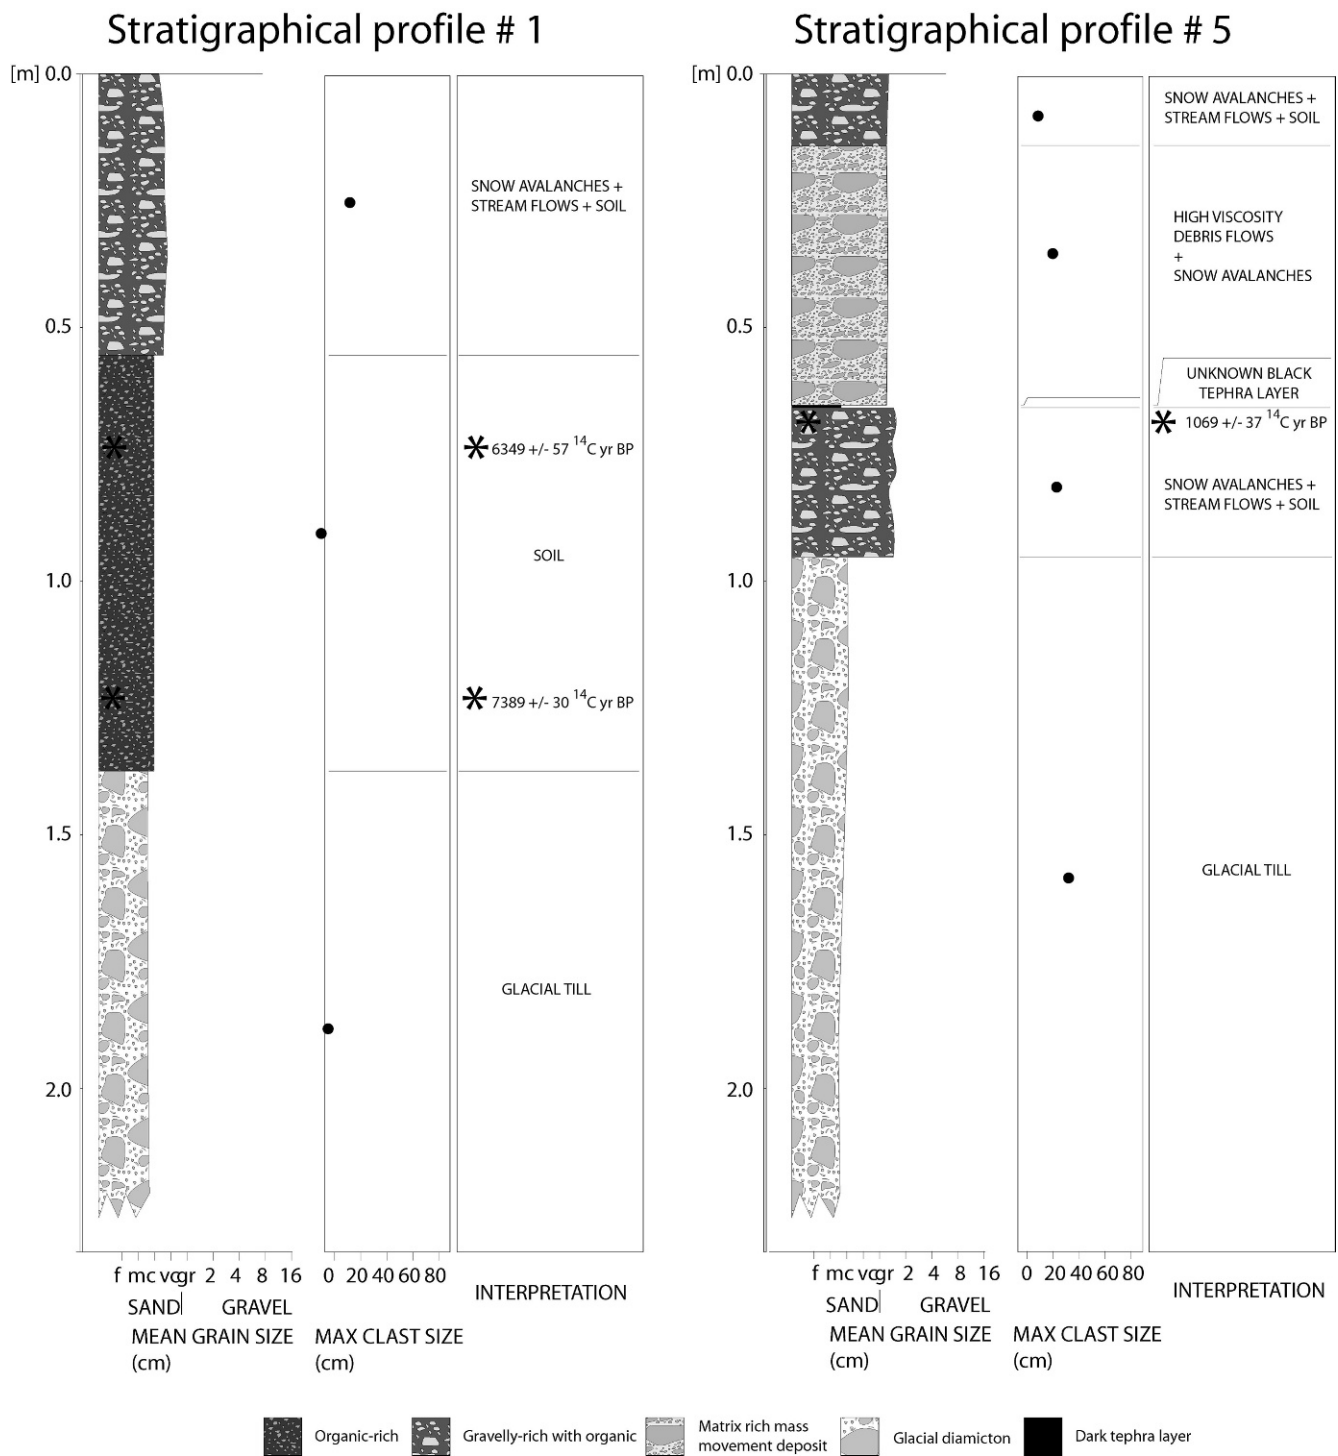 Stratigraphical profile # 1
[m] 0.0
0.5
1.0
1.5
2.0
SNOW AVALANCHES +
STREAM FLOWS + SOIL
6349 +/- 57 14C yr BP
SOIL
7389 +/- 30 14C yr BP
GLACIAL TILL
f mc vcgr 2 4 8 16
SAND GRAVEL
MEAN GRAIN SIZE
(cm)
0 20 40 60 80
MAX CLAST SIZE
(cm)
INTERPRETATION
Stratigraphical profile # 5
[m] 0.0
0.5
1.0
1.5
2.0
SNOW AVALANCHES +
STREAM FLOWS + SOIL
HIGH VISCOSITY
DEBRIS FLOWS
+
SNOW AVALANCHES
UNKNOWN BLACK
TEPHRA LAYER
1069 +/- 37 14C yr BP
SNOW AVALANCHES +
STREAM FLOWS + SOIL
GLACIAL TILL
f mc vcgr 2 4 8 16
SAND GRAVEL
MEAN GRAIN SIZE
(cm)
0 20 40 60 80
MAX CLAST SIZE
(cm)
INTERPRETATION
Organic-rich
Gravelly-rich with organic
Matrix rich mass
movement deposit
Glacial diamicton
Dark tephra layer